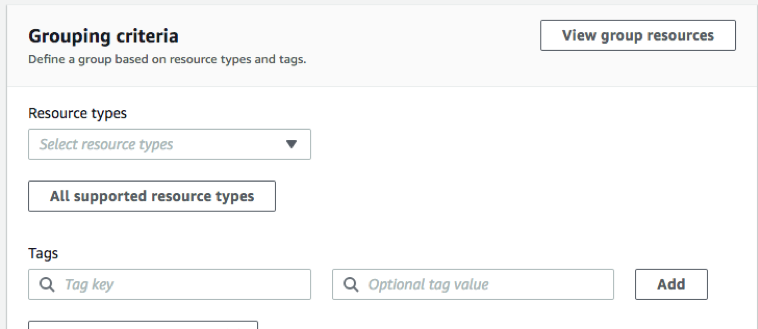 Grouping criteria
View group resources
Define a group based on resource types and tags.
Resource types
Select resource types
All supported resource types
Tags
Tag key
Optional tag value
Add